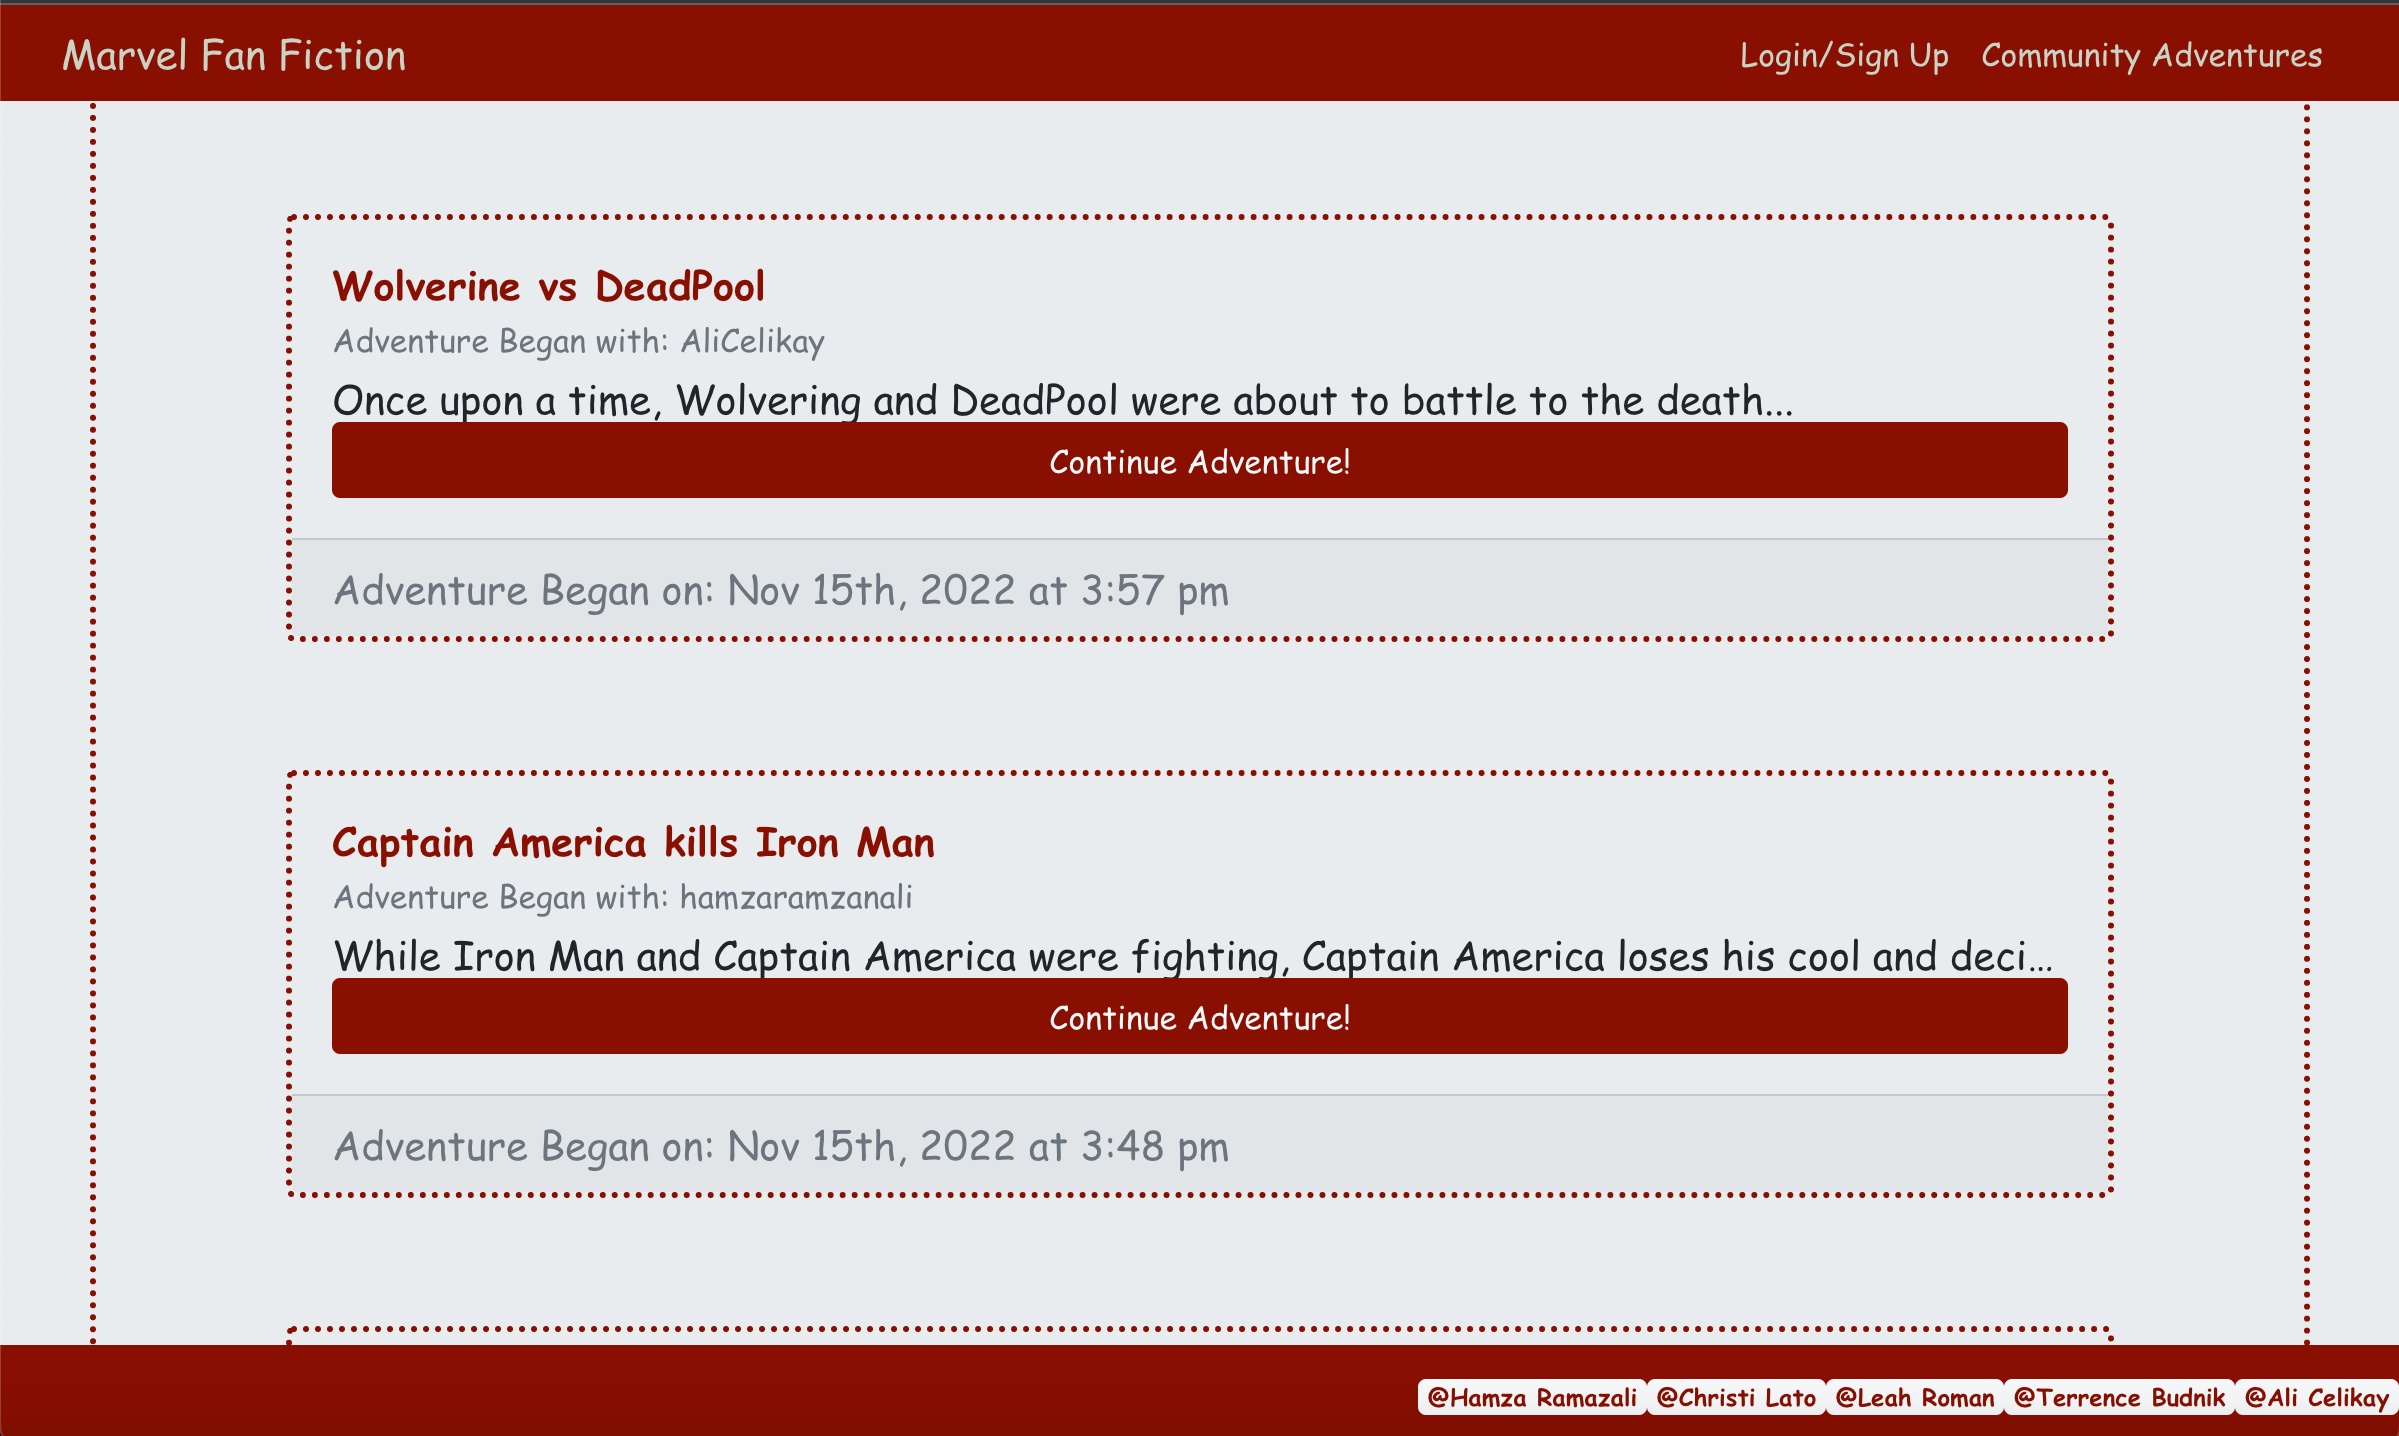 Marvel Fan Fiction
Login/Sign Up Community Adventures
Wolverine vs DeadPool
Adventure Began with: AliCelikay
Once upon a time, Wolvering and DeadPool were about to battle to the death...
Continue Adventure!
Adventure Began on: Nov 15th, 2022 at 3:57 pm
Captain America kills Iron Man
Adventure Began with: hamzaramzanali
While Iron Man and Captain America were fighting, Captain America loses his cool and deci...
Continue Adventure!
Adventure Began on: Nov 15th, 2022 at 3:48 pm
@Hamza Ramazali @Christi Lato @Leah Roman @Terrence Budnik @Ali Celikay